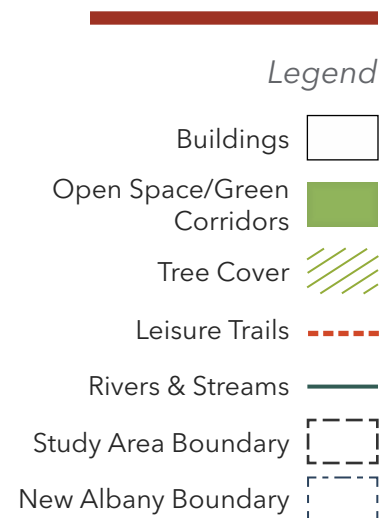 Legend
Buildings
Open Space/Green
Corridors
Tree Cover
Leisure Trails
Rivers & Streams
Study Area Boundary
New Albany Boundary